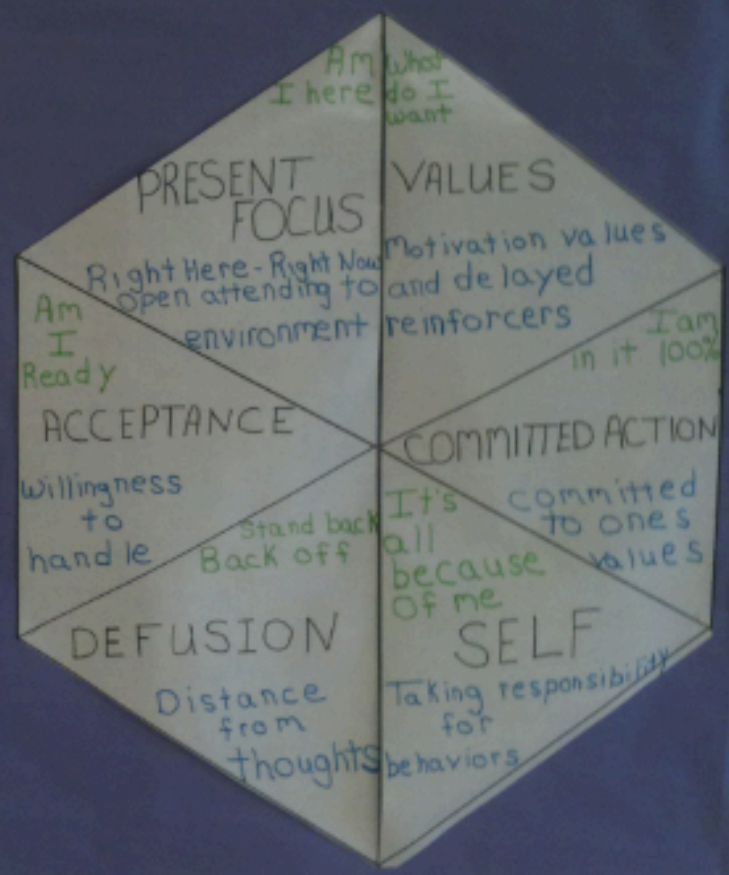 Am
I here
PRESENT
FOCUS
Right Here - Right Now
Open attending to
environment
What
do I
want
VALUES
Motivation values
and delayed
reinforcers
Am
I
Ready
ACCEPTANCE
Willingness
to
handle
I am
in it 100%
COMMITTED ACTION
committed
to ones
values
Stand back
Back off
DEFUSION
Distance
from
thoughts
It's
all
because
Of me
SELF
Taking responsibility
for
behaviors